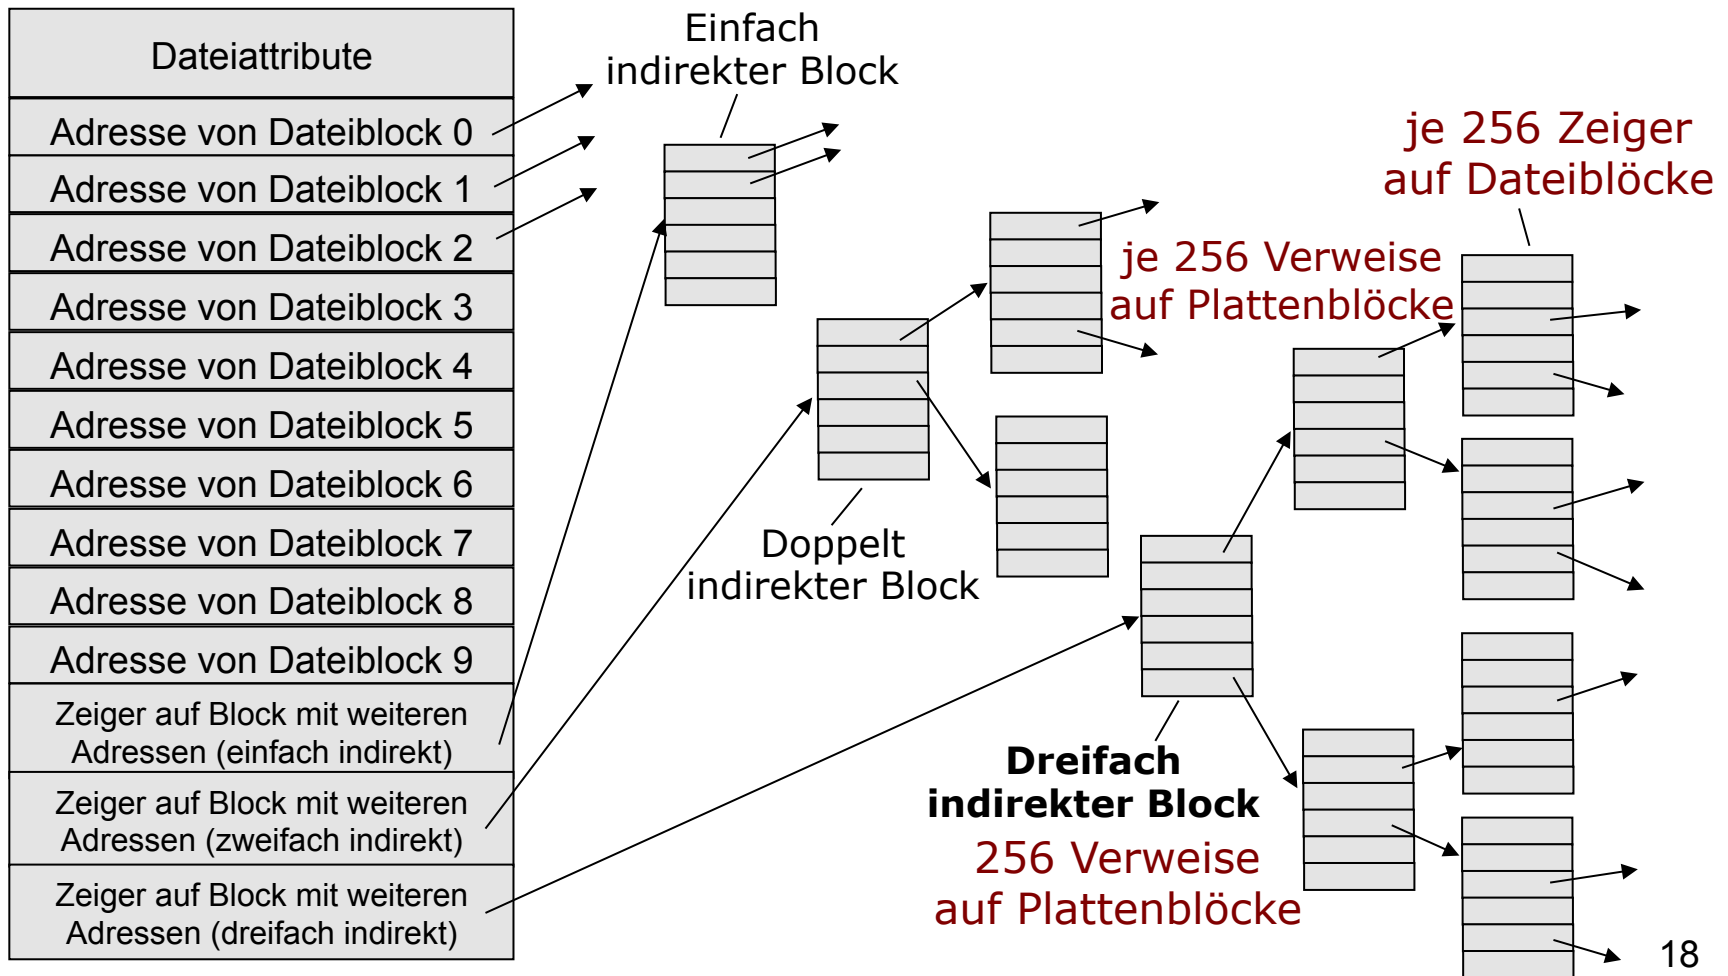 Dateiattribute
Adresse von Dateiblock 0
Adresse von Dateiblock 1
Adresse von Dateiblock 2
Adresse von Dateiblock 3
Adresse von Dateiblock 4
Adresse von Dateiblock 5
Adresse von Dateiblock 6
Adresse von Dateiblock 7
Adresse von Dateiblock 8
Adresse von Dateiblock 9
Zeiger auf Block mit weiteren
Adressen (einfach indirekt)
Zeiger auf Block mit weiteren
Adressen (zweifach indirekt)
Zeiger auf Block mit weiteren
Adressen (dreifach indirekt)
Einfach
indirekter Block
Doppelt
indirekter Block
je 256 Verweise
auf Plattenblöcke
je 256 Zeiger
auf Dateiblöcke
Dreifach
indirekter Block
256 Verweise
auf Plattenblöcke
18